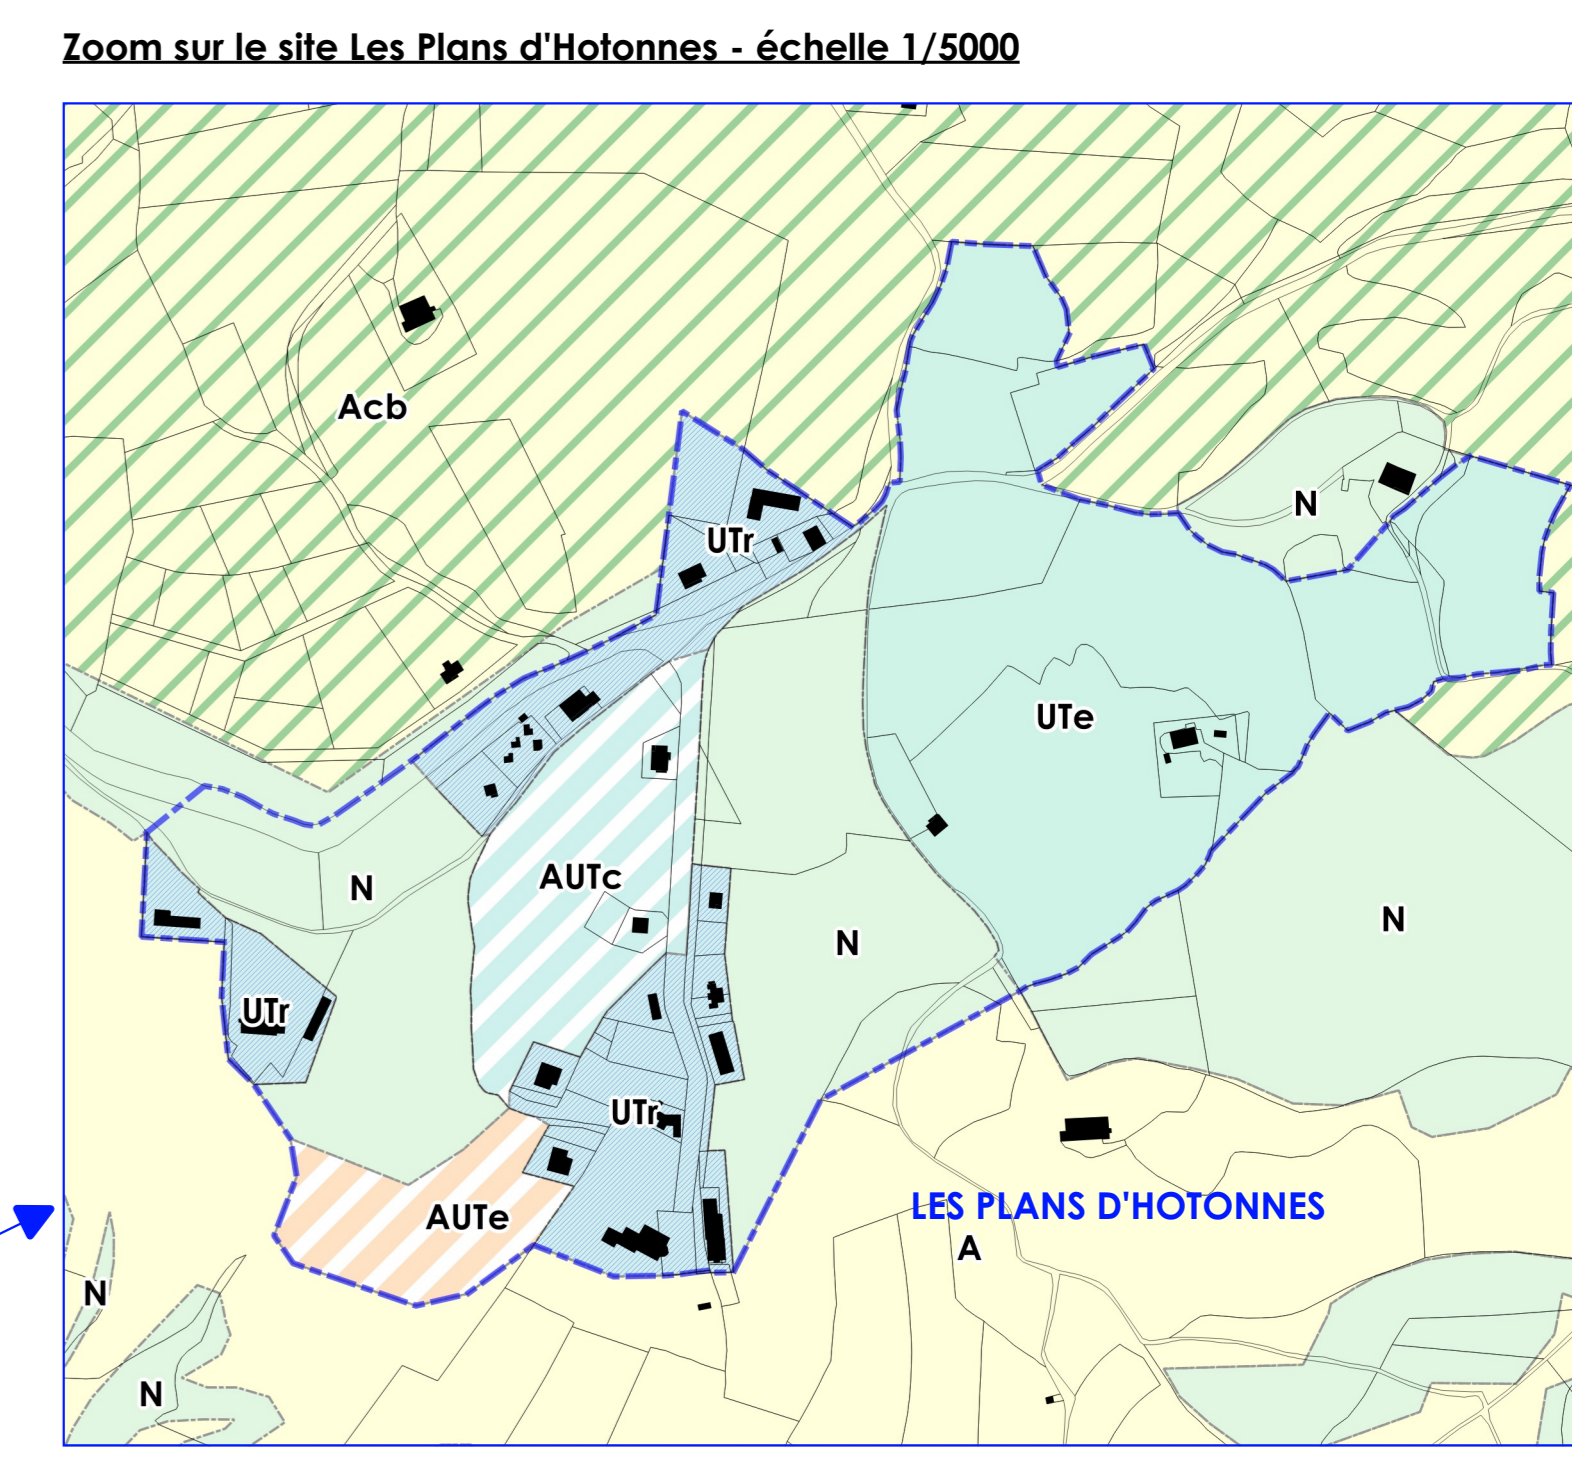 Zoom sur le site Les Plans d'Hotonnes - échelle 1/5000
Acb
N
UTr
UTe
AUTc
N
N
N
UTr
UTr
AUTe
LES PLANS D'HOTONNES
A
N
N